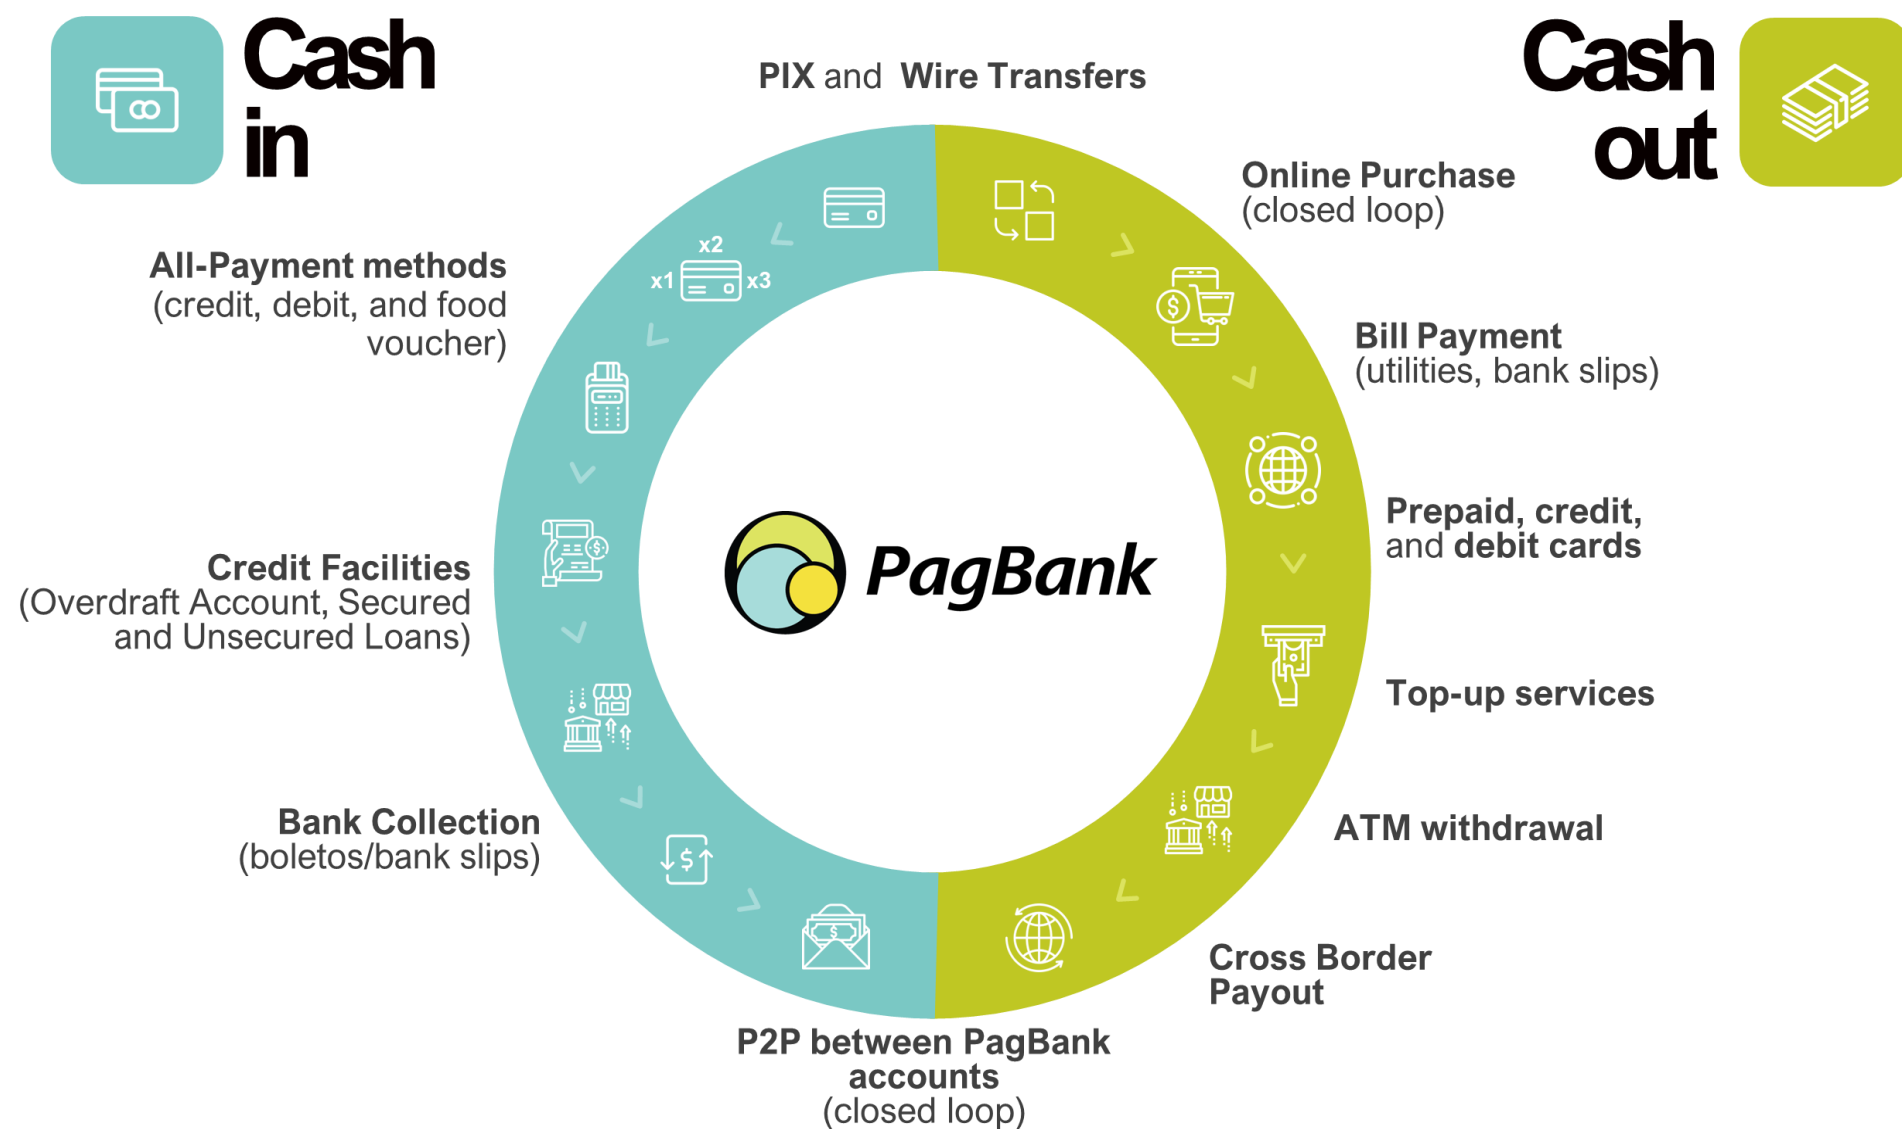 Cash
in
Cash
out
PIX and Wire Transfers
Online Purchase
(closed loop)
Bill Payment
(utilities, bank slips)
Prepaid, credit,
and debit cards
Top-up services
ATM withdrawal
Cross Border
Payout
P2P between PagBank
accounts
(closed loop)
Bank Collection
(boletos/bank slips)
Credit Facilities
(Overdraft Account, Secured
and Unsecured Loans)
All-Payment methods
(credit, debit, and food
voucher)
x2
x1 x3
$
$
$
$
PagBank